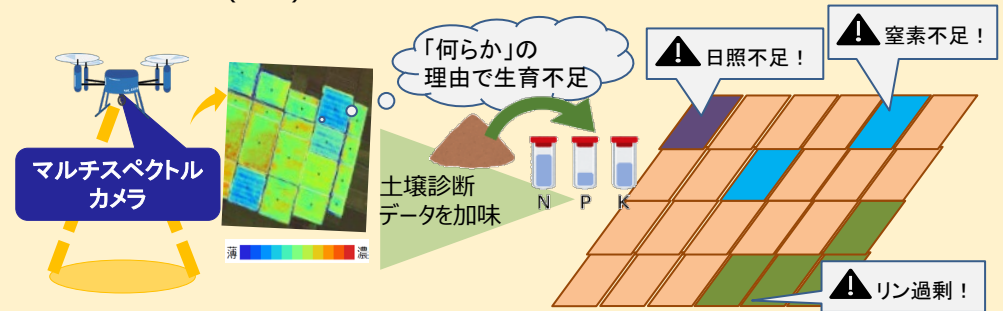 マルチスペクトル
カメラ
薄
濃
「何らか」の
理由で生育不足
土壌診断
データを加味
N P K
日照不足！
窒素不足！
リン過剰！